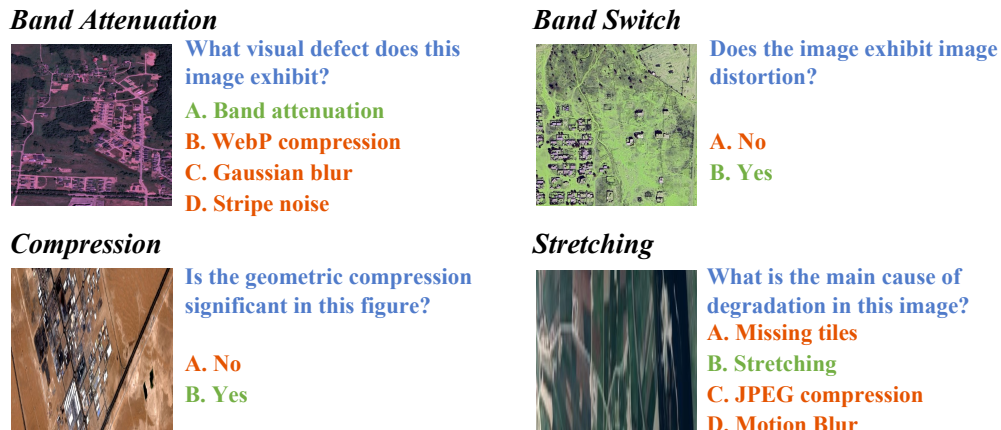 Band Attenuation
What visual defect does this
image exhibit?
A. Band attenuation
B. WebP compression
C. Gaussian blur
D. Stripe noise
Band Switch
Does the image exhibit image
distortion?
A. No
B. Yes
Compression
Is the geometric compression
significant in this figure?
A. No
B. Yes
Stretching
What is the main cause of
degradation in this image?
A. Missing tiles
B. Stretching
C. JPEG compression
D. Motion Blur